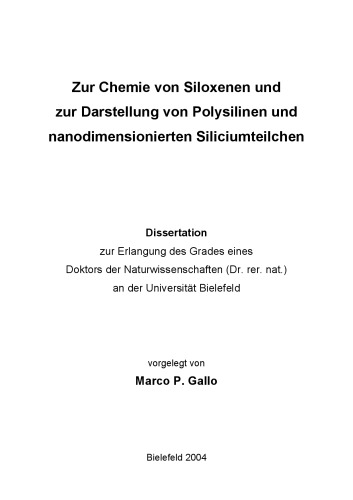 Zur Chemie von Siloxenen und
zur Darstellung von Polysilinen und
nanodimensionierten Siliciumteilchen
Dissertation
zur Erlangung des Grades eines
Doktors der Naturwissenschaften (Dr. rer. nat.)
an der Universität Bielefeld
vorgelegt von
Marco P. Gallo
Bielefeld 2004